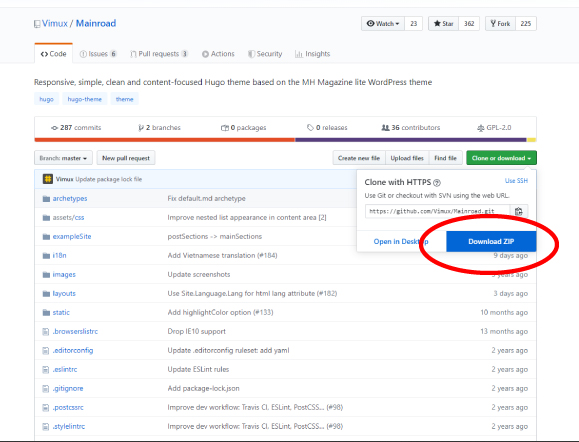 Vimux / Mainroad
Watch 23 Star 362 Fork 225
Code Issues 6 Pull requests 3 Actions Security Insights
Responsive, simple, clean and content-focused Hugo theme based on the MH Magazine lite WordPress theme
hugo hugo-theme theme
287 commits 2 branches 0 packages 0 releases 36 contributors GPL-2.0
Branch: master New pull request Create new file Upload files Find file Clone or download
Vimux Update package lock file
Clone with HTTPS Use SSH
Use Git or checkout with SVN using the web URL.
https://github.com/Vimux/Mainroad.git
Open in Desktop Download ZIP
archetypes Fix default.md archetype
assets/css Improve nested list appearance in content area [2]
exampleSite postSections -> mainSections
i18n Add Vietnamese translation (#184) 9 days ago
images Update screenshots
layouts Use Site.Language.Lang for html lang attribute (#182) 3 days ago
static Add highlightColor option (#133) 10 months ago
.browserslistrc Drop IE10 support 13 months ago
.editorconfig Update .editorconfig ruleset: add yaml 2 years ago
.eslintrc Update ESLint rules 2 years ago
.gitignore Add package-lock.json 2 years ago
.postcssrc Improve dev workflow: Travis CI, ESLint, PostCSS... (#98) 2 years ago
.stylelintrc Improve dev workflow: Travis CI, ESLint, PostCSS... (#98) 2 years ago